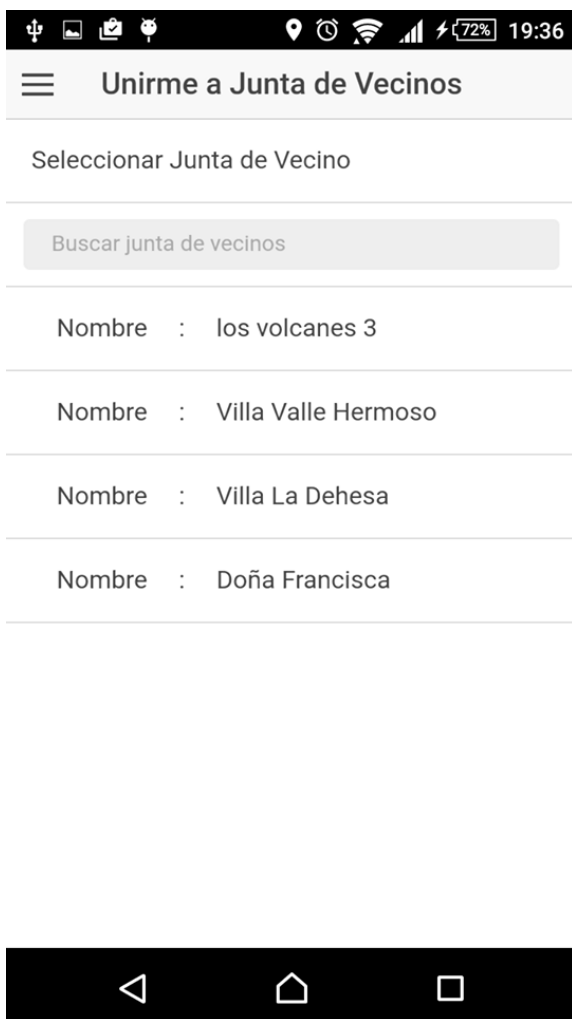 72% 19:36
Unirme a Junta de Vecinos
Seleccionar Junta de Vecino
Buscar junta de vecinos
Nombre : los volcanes 3
Nombre : Villa Valle Hermoso
Nombre : Villa La Dehesa
Nombre : Doña Francisca